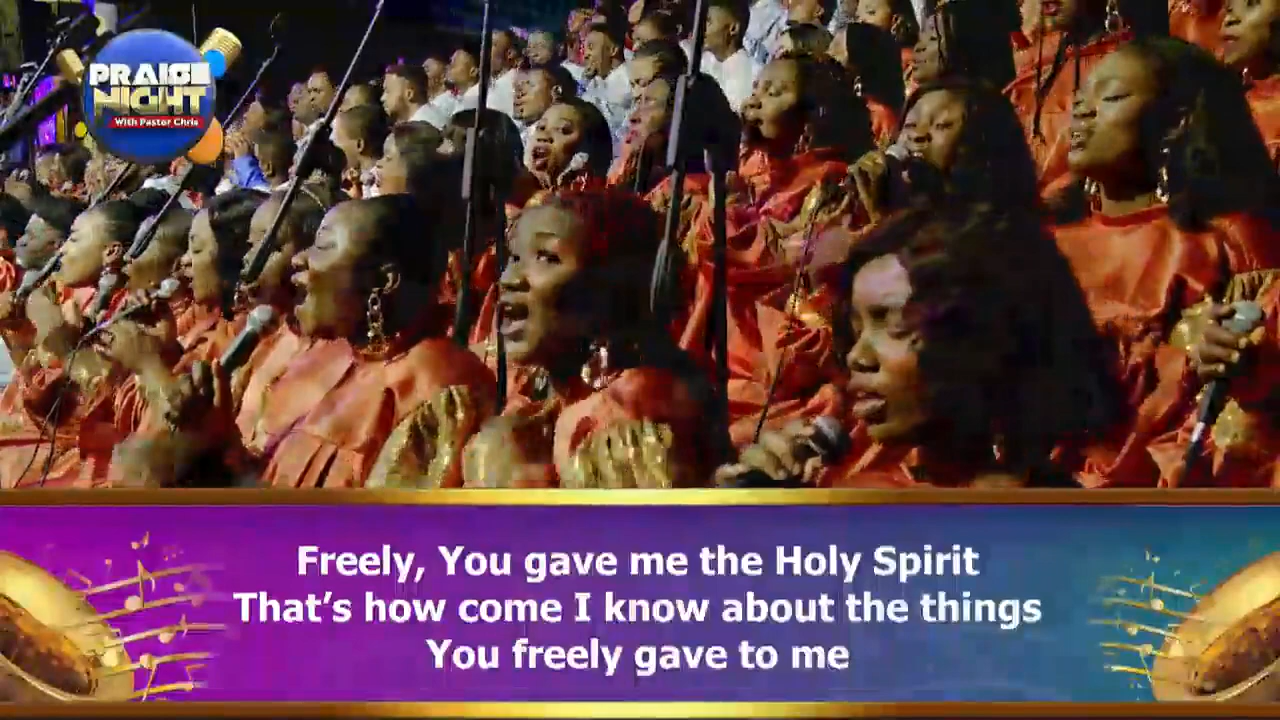 PRAISE
NIGHT
With Pastor Chris
Freely, You gave me the Holy Spirit
That's how come I know about the things
You freely gave to me